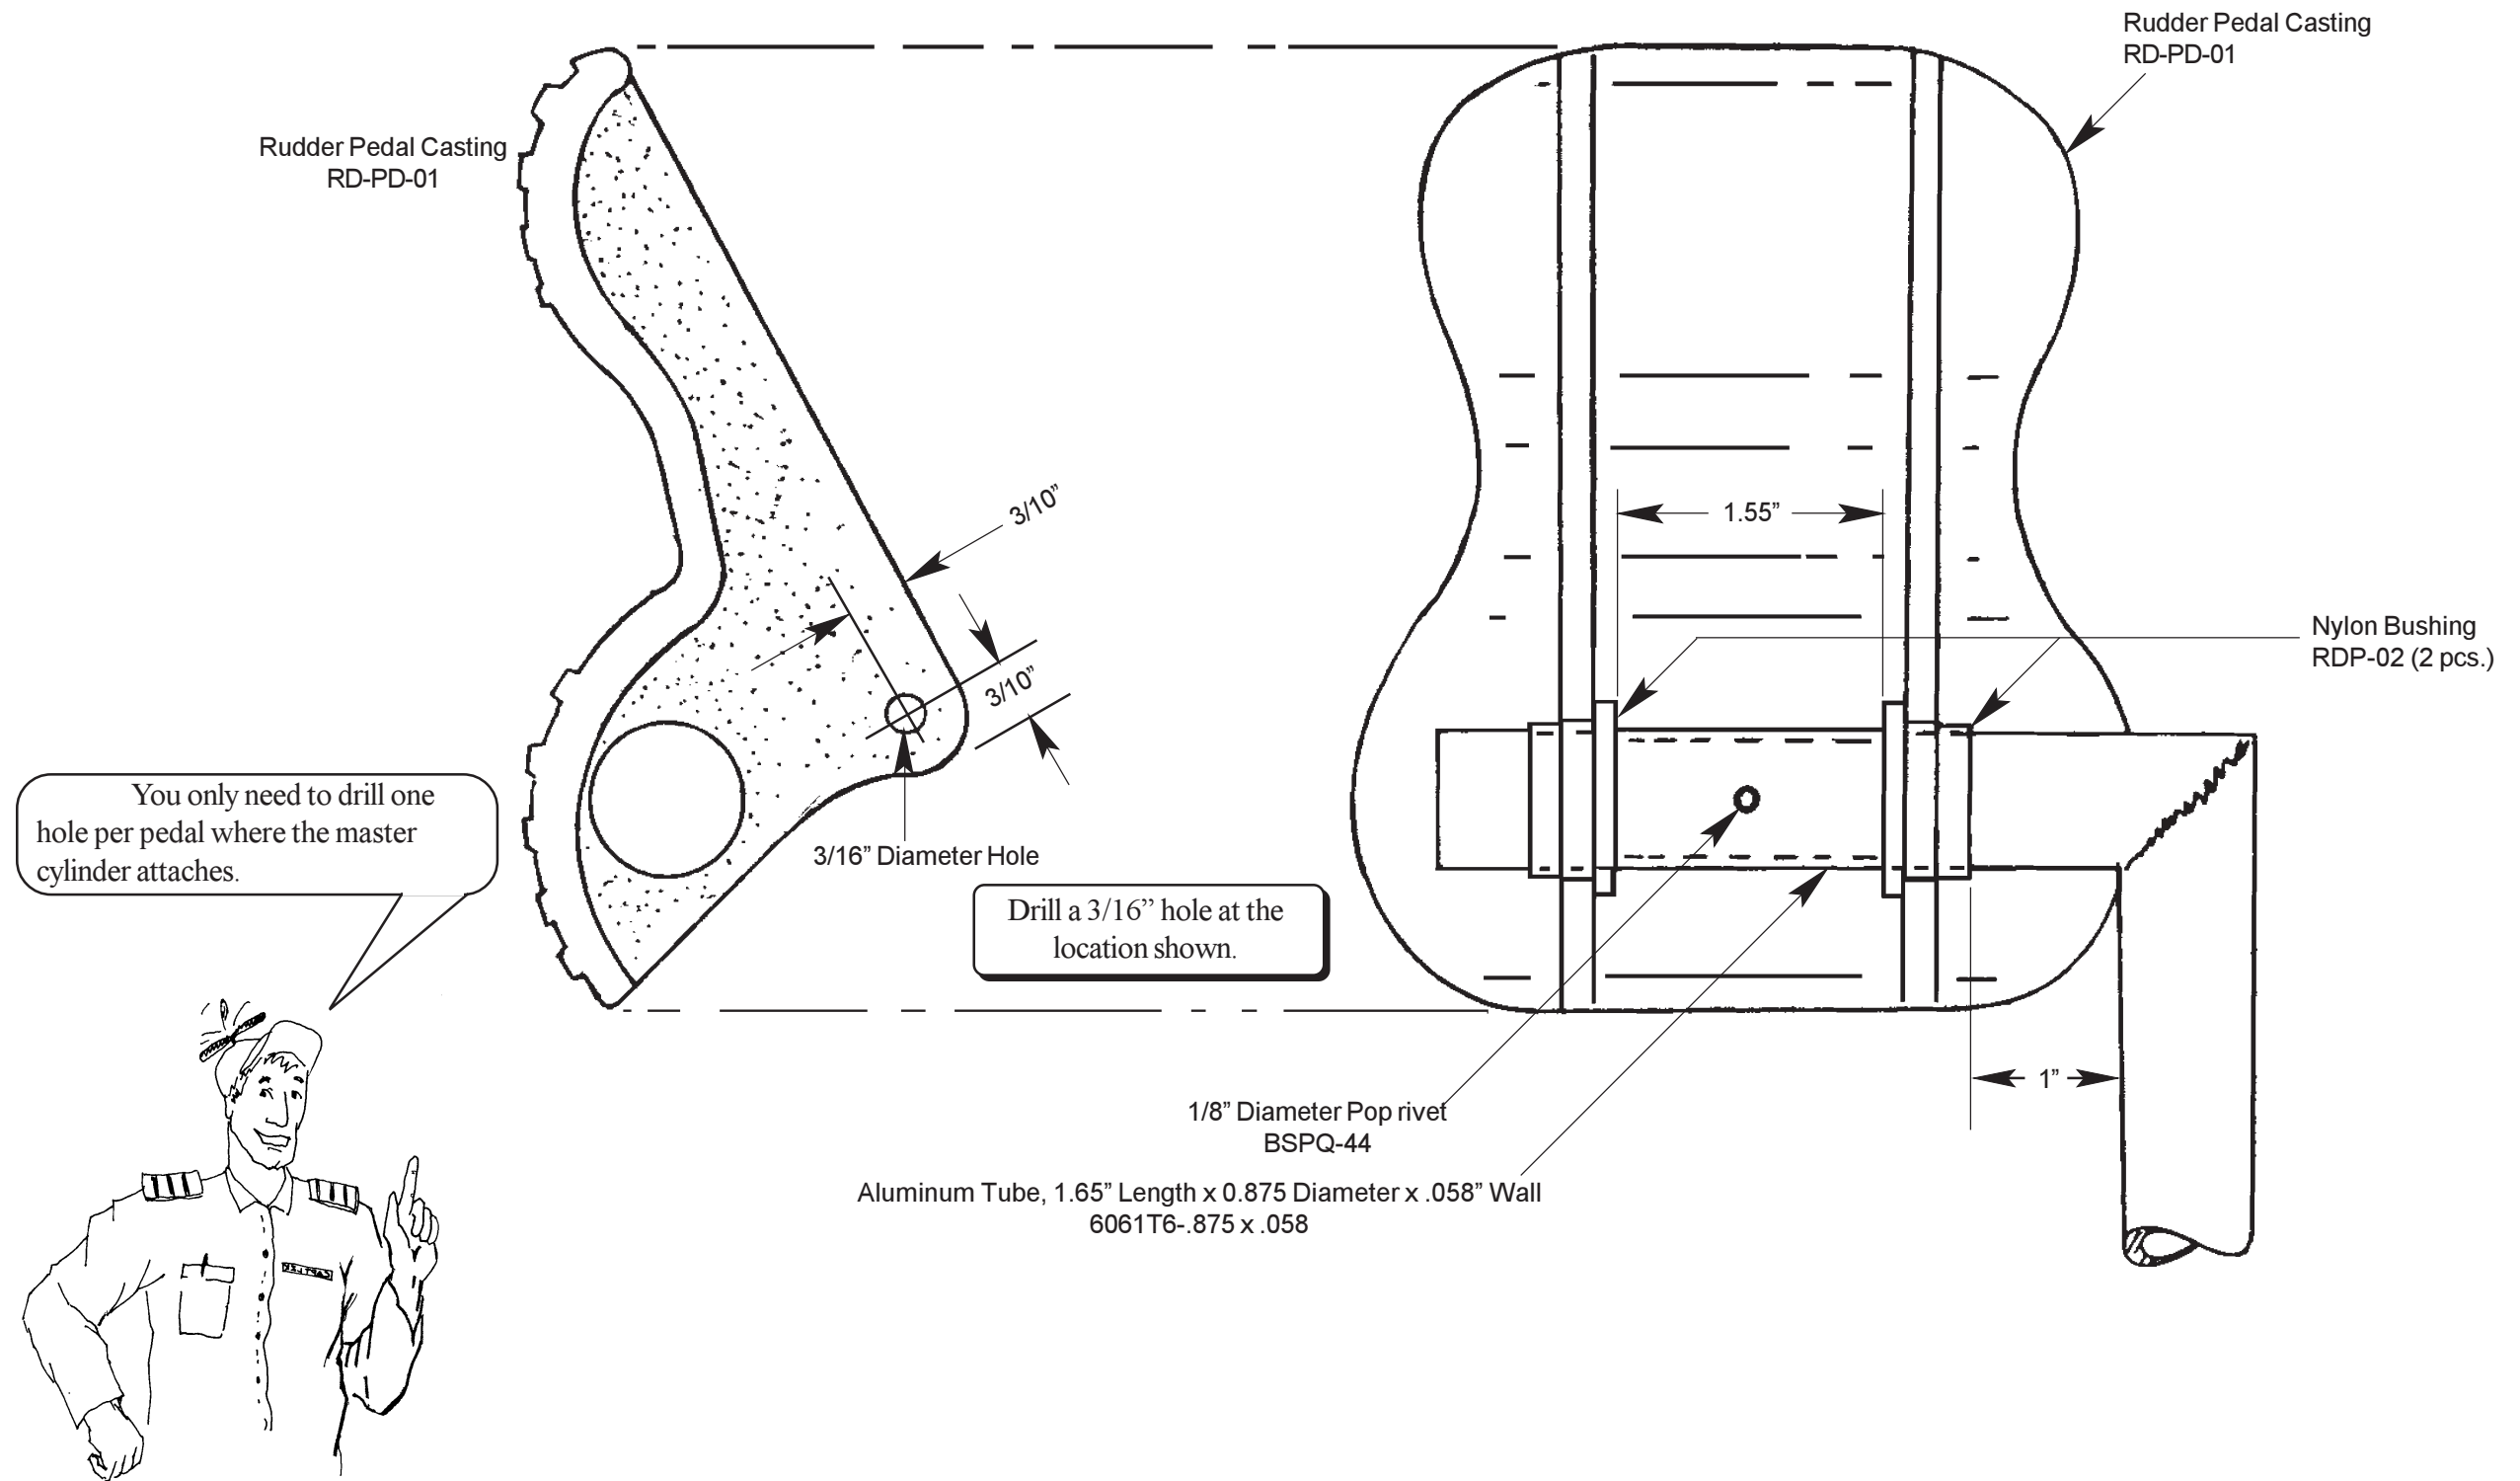 Rudder Pedal Casting
RD-PD-01
Rudder Pedal Casting
RD-PD-01
3/10”
1.55”
Nylon Bushing
RDP-02 (2 pcs.)
3/10”
You only need to drill one
hole per pedal where the master
cylinder attaches.
3/16” Diameter Hole
Drill a 3/16” hole at the
location shown.
1”
1/8” Diameter Pop rivet
BSPQ-44
Aluminum Tube, 1.65” Length x 0.875 Diameter x .058” Wall
6061T6-.875 x .058